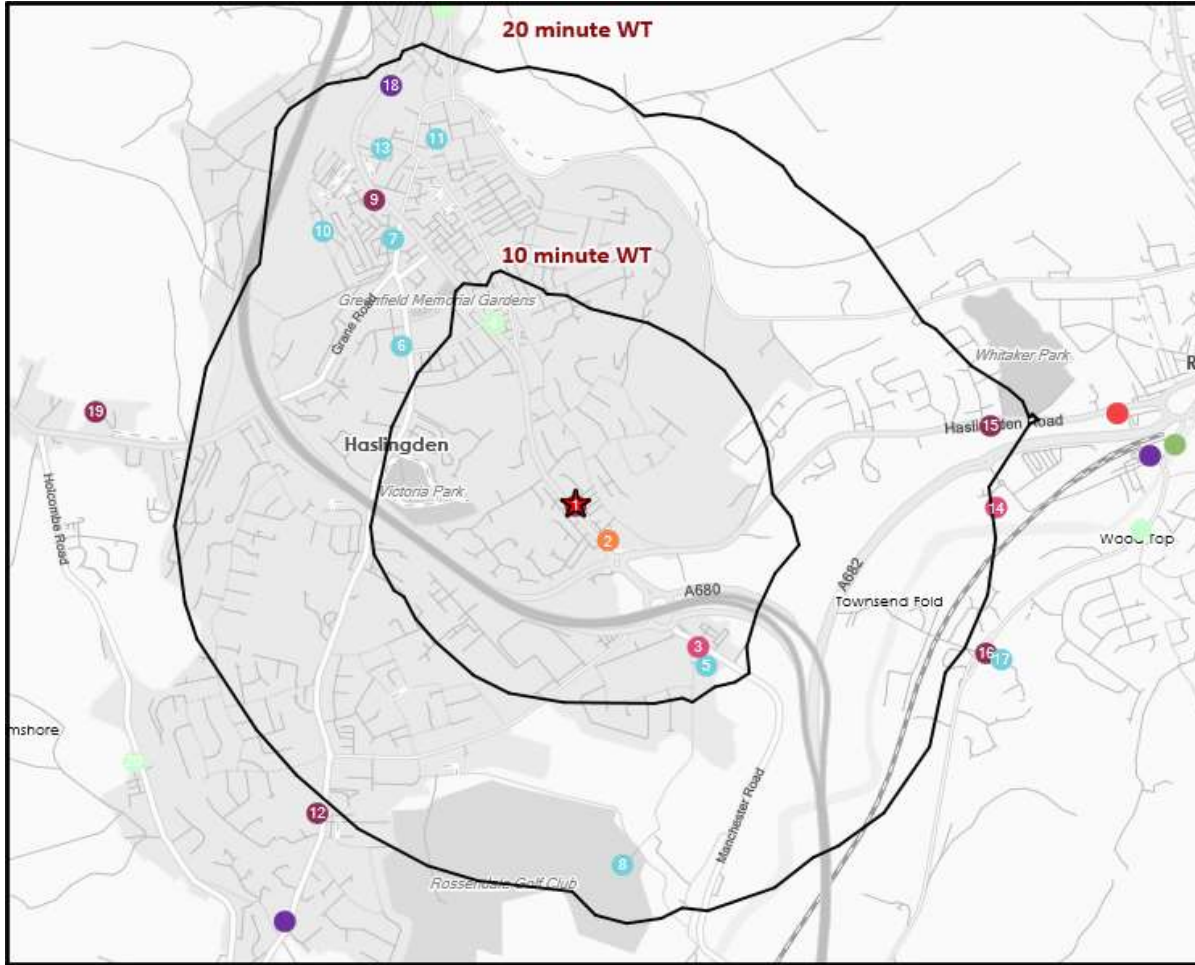 20 minute WT
18
11
13
9
10
7
10 minute WT
Greenfield Memorial Gardens
Grane Road
6
Whitaker Park
R
19
15
Haslingden Road
Haslingden
Victoria Park
Holcombe Road
1
14
2
Wood Top
A682
A680
Townsend Fold
3
5
16
17
mshore
12
Manchester Road
8
Rossendale Golf Club